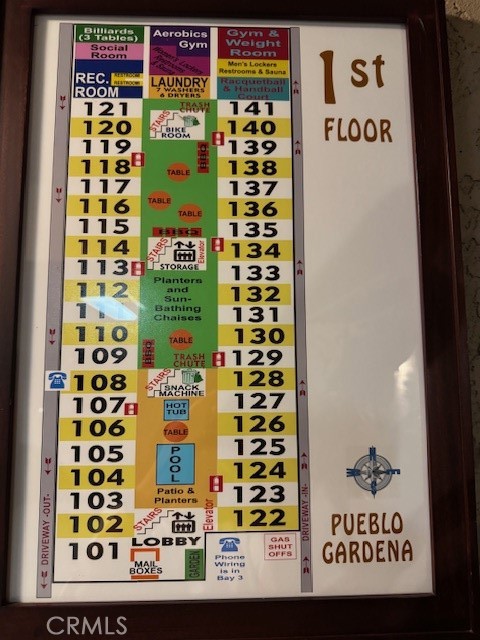 1st
FLOOR
Billiards
(3 Tables)
Social
Room
RESTROOM
RESTROOM
REC.
ROOM
Aerobics
Gym
LAUNDRY
7 WASHERS
6 DRYERS
Gym &
Weight
Room
Men's Lockers
Restrooms & Sauna
Racquetball
& Handball
Court
121
120
119
118
117
116
115
114
113
112
110
109
108
107
106
105
104
103
102
101
TRASH
CHUTE
STAIRS
BIKE
ROOM
BBQ
TABLE
TABLE
TABLE
BBQ
STAIRS
Elevator
STORAGE
Planters
and
Sun-
Bathing
Chaises
TABLE
BBQ
TRASH
CHUTE
STAIRS
SNACK
MACHINE
HOT
TUB
TABLE
POOL
Patio &
Planters
STAIRS
Elevator
LOBBY
MAIL
BOXES
GARDEN
141
140
139
138
137
136
135
134
133
132
131
130
129
128
127
126
125
124
123
122
Phone
Wiring
is in
Bay 3
GAS
SHUT
OFFS
DRIVEWAY -OUT-
DRIVEWAY -IN-
PUEBLO
GARDENA
CRMLS